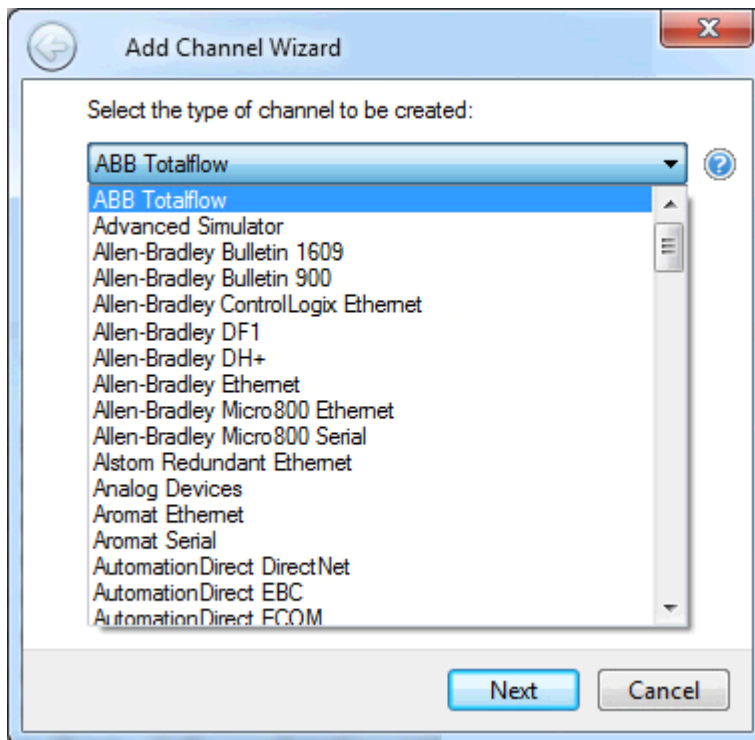 Add Channel Wizard
Select the type of channel to be created:
ABB Totalflow
ABB Totalflow
Advanced Simulator
Allen-Bradley Bulletin 1609
Allen-Bradley Bulletin 900
Allen-Bradley ControlLogix Ethernet
Allen-Bradley DF1
Allen-Bradley DH+
Allen-Bradley Ethernet
Allen-Bradley Micro800 Ethernet
Allen-Bradley Micro800 Serial
Alstom Redundant Ethernet
Analog Devices
Aromat Ethernet
Aromat Serial
AutomationDirect DirectNet
AutomationDirect EBC
AutomationDirect ECOM
Next Cancel